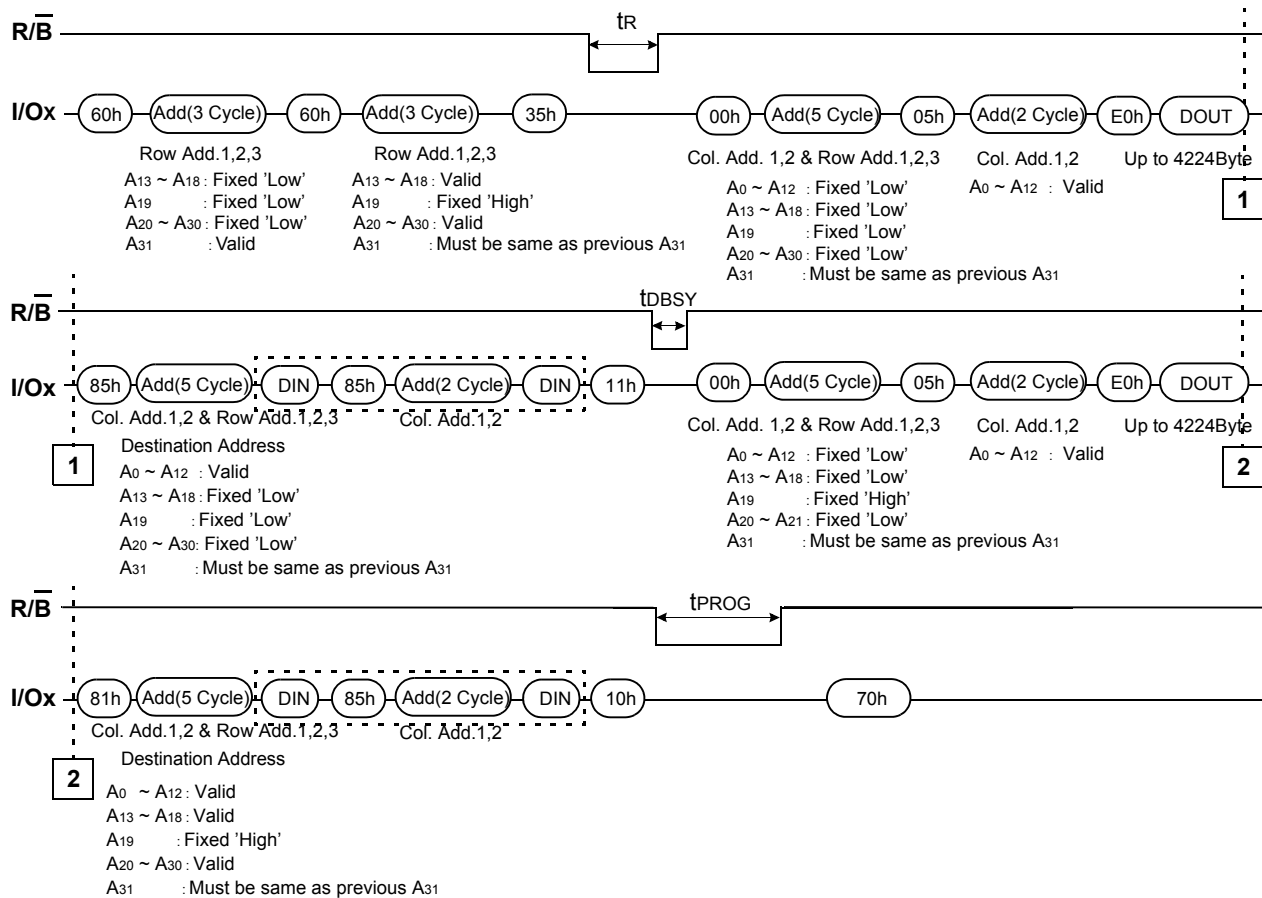 R/B
tR
I/Ox
60h Add(3 Cycle) 60h Add(3 Cycle) 35h 00h Add(5 Cycle) 05h Add(2 Cycle) E0h DOUT
Row Add.1,2,3
A13 ~ A18 : Fixed 'Low'
A19 : Fixed 'Low'
A20 ~ A30 : Fixed 'Low'
A31 : Valid
Row Add.1,2,3
A13 ~ A18 : Valid
A19 : Fixed 'High'
A20 ~ A30 : Valid
A31 : Must be same as previous A31
Col. Add. 1,2 & Row Add.1,2,3
A0 ~ A12 : Fixed 'Low'
A13 ~ A18 : Fixed 'Low'
A19 : Fixed 'Low'
A20 ~ A30 : Fixed 'Low'
A31 : Must be same as previous A31
Col. Add.1,2
A0 ~ A12 : Valid
Up to 4224Byte
1
R/B
tDBSY
I/Ox
85h Add(5 Cycle) DIN 85h Add(2 Cycle) DIN 11h 00h Add(5 Cycle) 05h Add(2 Cycle) E0h DOUT
1
Col. Add.1,2 & Row Add.1,2,3
Destination Address
A0 ~ A12 : Valid
A13 ~ A18 : Fixed 'Low'
A19 : Fixed 'Low'
A20 ~ A30: Fixed 'Low'
A31 : Must be same as previous A31
Col. Add.1,2
Col. Add. 1,2 & Row Add.1,2,3
A0 ~ A12 : Fixed 'Low'
A13 ~ A18 : Fixed 'Low'
A19 : Fixed 'High'
A20 ~ A21 : Fixed 'Low'
A31 : Must be same as previous A31
Col. Add.1,2
A0 ~ A12 : Valid
Up to 4224Byte
2
R/B
tPROG
I/Ox
81h Add(5 Cycle) DIN 85h Add(2 Cycle) DIN 10h 70h
2
Col. Add.1,2 & Row Add.1,2,3
Destination Address
A0 ~ A12 : Valid
A13 ~ A18 : Valid
A19 : Fixed 'High'
A20 ~ A30 : Valid
A31 : Must be same as previous A31
Col. Add.1,2